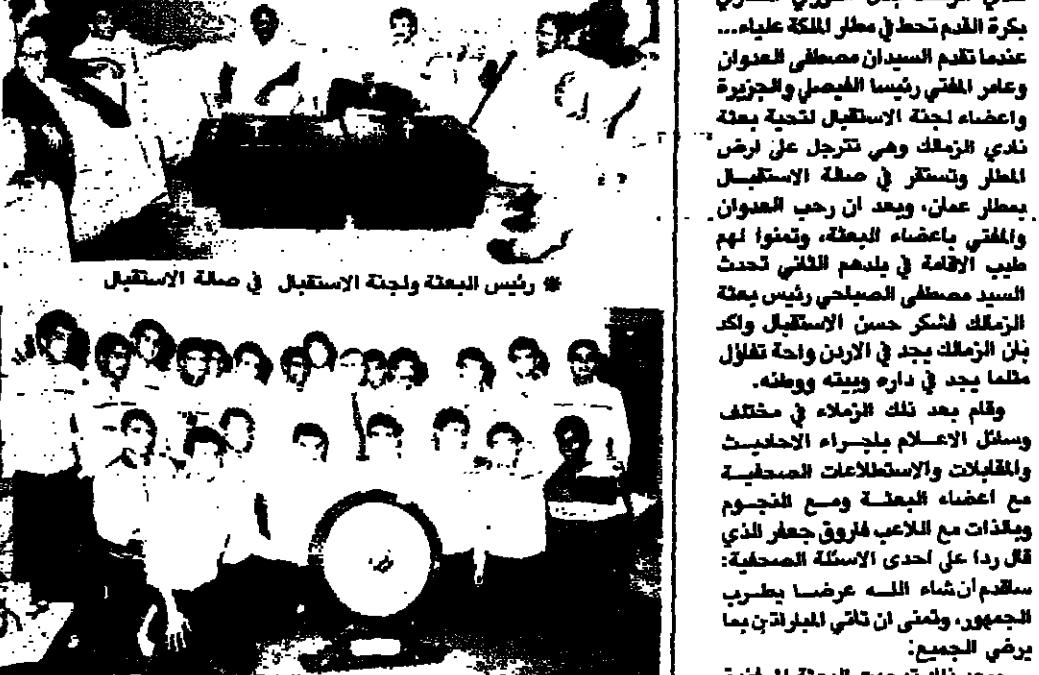 بكرة القدم تحط في مطار الملكة علياء...
عندما تقدم السيدان مصطفى العدوان
وعامر المفتي رئيسا الفيصلي والجزيرة
واعضاء لجنة الاستقبال لتحية بعثة
نادي الزمالك وهي تترجل على ارض
المطار وتستقر في صالة الاستقبال
بمطار عمان، وبعد ان رحب العدوان
والمفتي باعضاء البعثة، وتمنوا لهم
طيب الاقامة في بلدهم الثاني تحدث
السيد مصطفى الصباحي رئيس بعثة
الزمالك فشكر حسن الاستقبال واكد
بان الزمالك يجد في الاردن واحة تفاؤل
مثلما يجد في داره وبيته ووطنه.
وقام بعد ذلك الزملاء في مختلف
وسائل الاعلام باجراء الاحاديث
والمقابلات والإستطلاعات الصحفية
مع اعضاء البعثة ومع النجوم
وبالذات مع اللاعب فاروق جعفر الذي
قال ردا على احدى الاسئلة الصحفية:
ساقدم أن شاء الله عرضا يطرب
الجمهور، وتمنى ان تاتي المباراتين بما
يرضي الجميع:
* رئيس البعثة ولجنة الاستقبال في صالة الاستقبال